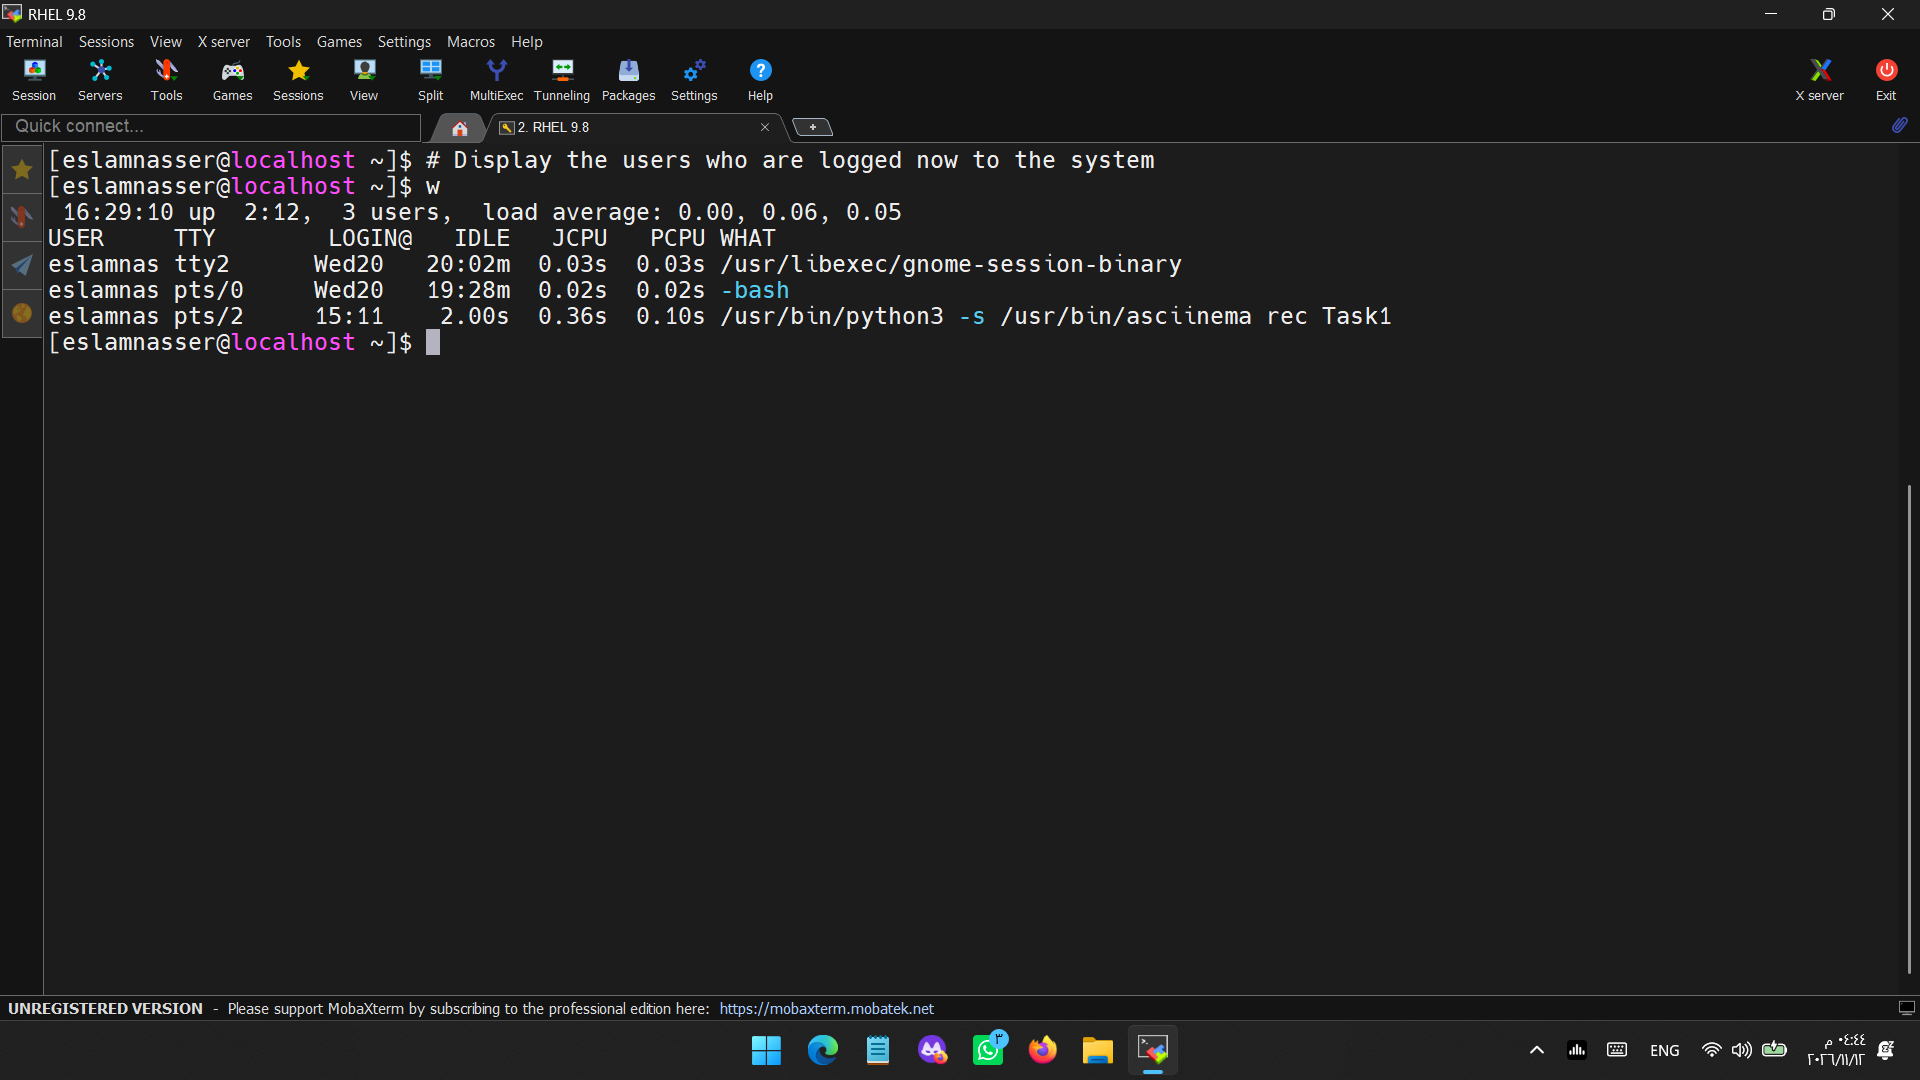 RHEL 9.8
Terminal Sessions View X server Tools Games Settings Macros Help
Session Servers Tools Games Sessions View Split MultiExec Tunneling Packages Settings Help X server Exit
Quick connect... 2. RHEL 9.8
[eslamnasser@localhost ~]$ # Display the users who are logged now to the system
[eslamnasser@localhost ~]$ w
16:29:10 up  2:12,  3 users,  load average: 0.00, 0.06, 0.05
USER     TTY        LOGIN@   IDLE   JCPU   PCPU WHAT
eslamnas tty2      Wed20   20:02m  0.03s  0.03s /usr/libexec/gnome-session-binary
eslamnas pts/0     Wed20   19:28m  0.02s  0.02s -bash
eslamnas pts/2     15:11    2.00s  0.36s  0.10s /usr/bin/python3 -s /usr/bin/asciinema rec Task1
[eslamnasser@localhost ~]$
UNREGISTERED VERSION - Please support MobaXterm by subscribing to the professional edition here: https://mobaxterm.mobatek.net
٣
ENG
٠٤:٤٤ م
٢٠٢٦/١١/١٢